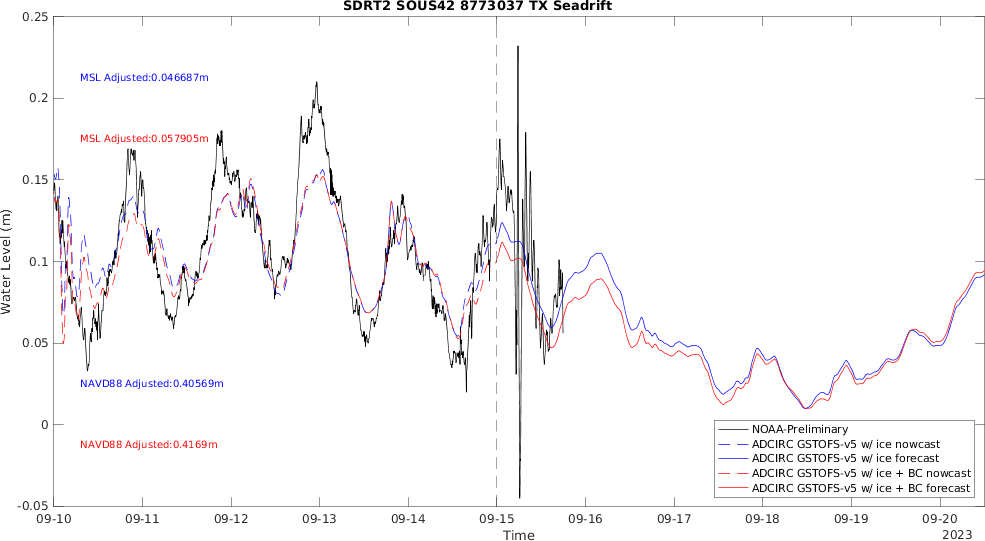 SDRT2 SOUS42 8773037 TX Seadrift
0.25
0.2
0.15
0.1
0.05
0
-0.05
Water Level (m)
MSL Adjusted:0.046687m
MSL Adjusted:0.057905m
NAVD88 Adjusted:0.40569m
NAVD88 Adjusted:0.4169m
NOAA-Preliminary
ADCIRC GSTOFS-v5 w/ ice nowcast
ADCIRC GSTOFS-v5 w/ ice forecast
ADCIRC GSTOFS-v5 w/ ice + BC nowcast
ADCIRC GSTOFS-v5 w/ ice + BC forecast
09-10 09-11 09-12 09-13 09-14 09-15 09-16 09-17 09-18 09-19 09-20
Time
2023